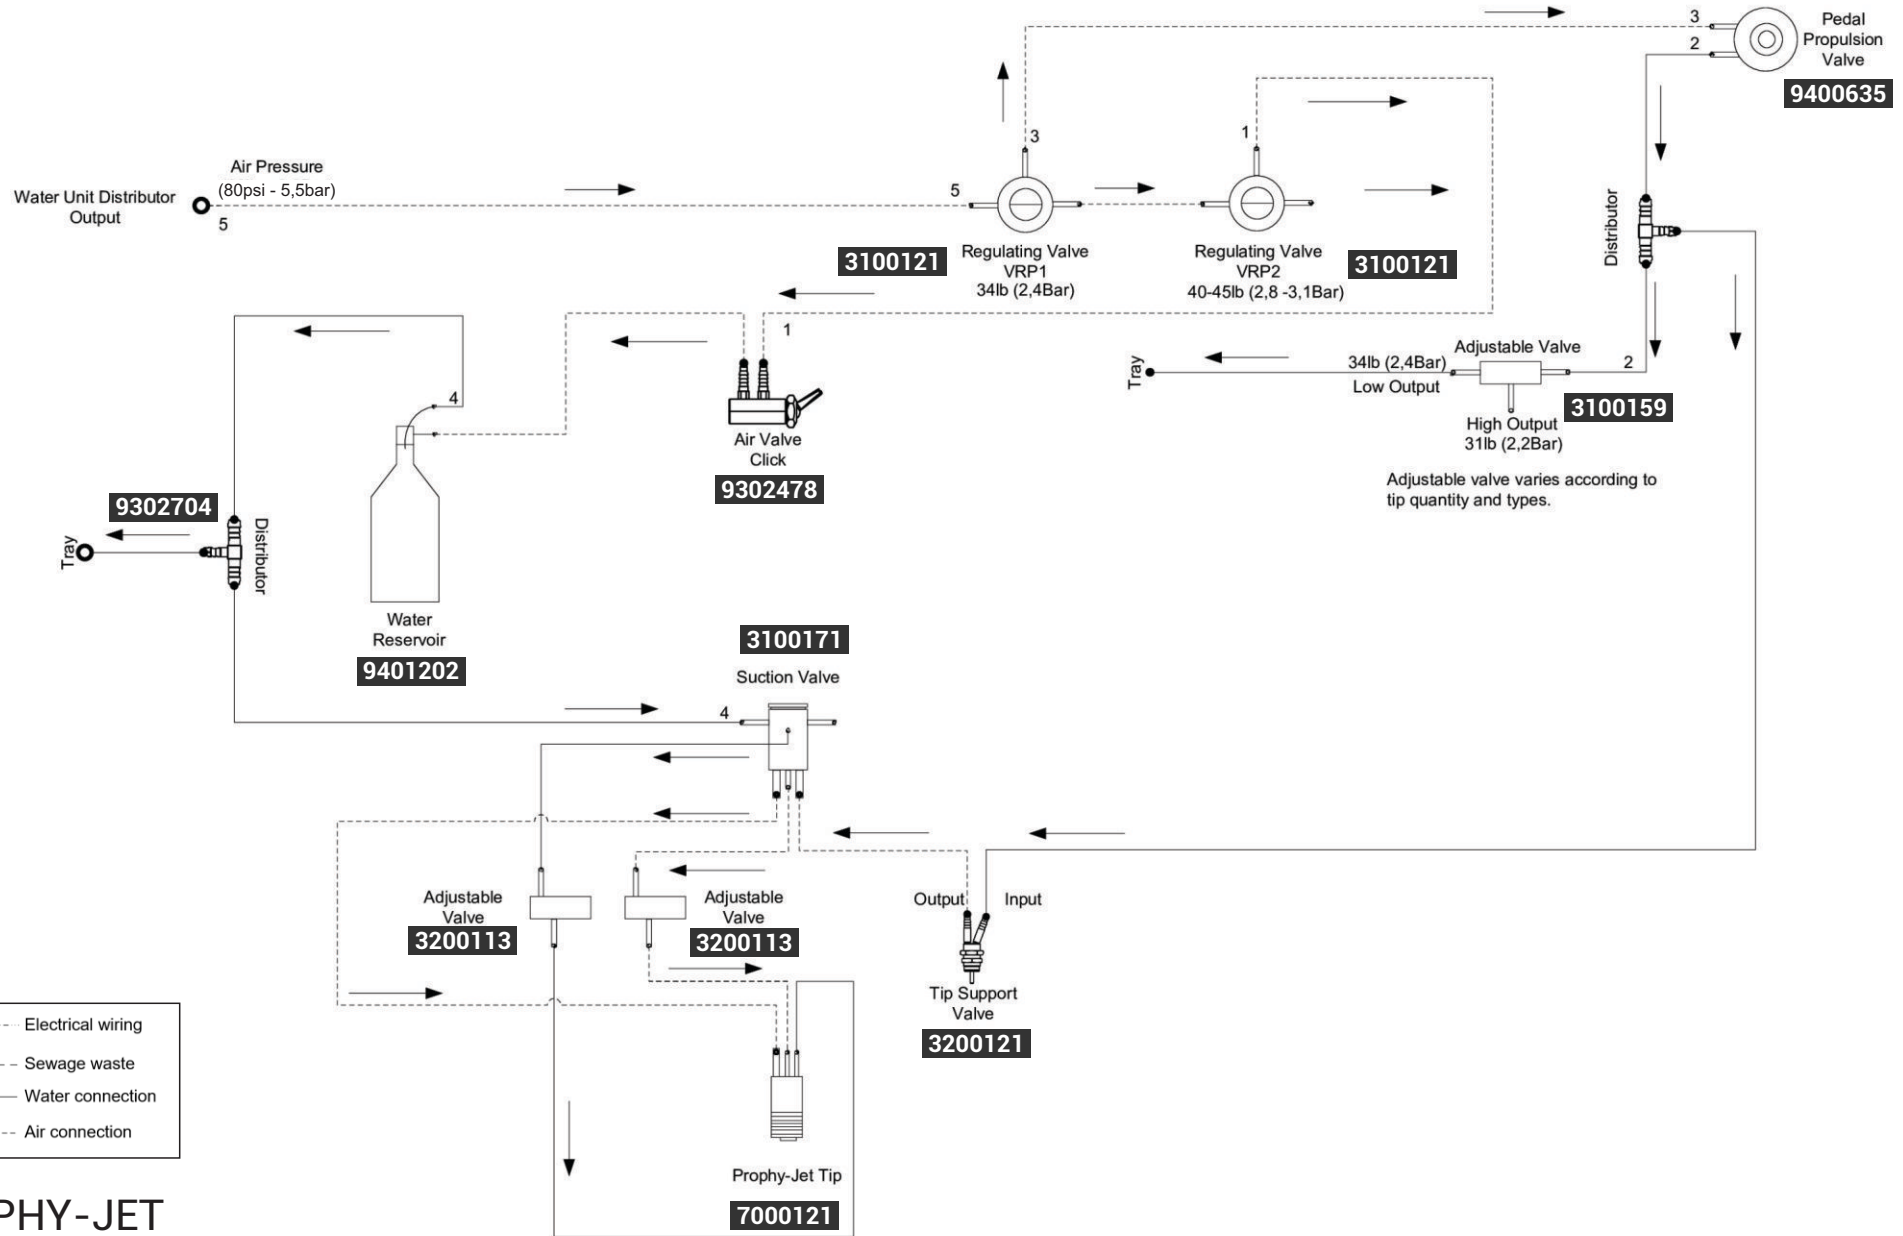 3
2
Pedal
Propulsion
Valve
9400635
Air Pressure
(80psi - 5,5bar)
Water Unit Distributor
Output
5
5
3
1
Regulating Valve
VRP1
34lb (2,4Bar)
3100121
Regulating Valve
VRP2
40-45lb (2,8 -3,1Bar)
3100121
Distributor
1
Air Valve
Click
9302478
Tray
34lb (2,4Bar)
Low Output
Adjustable Valve
2
3100159
High Output
31lb (2,2Bar)
Adjustable valve varies according to
tip quantity and types.
4
9302704
Tray
Distributor
Water
Reservoir
9401202
3100171
Suction Valve
4
Adjustable
Valve
3200113
Adjustable
Valve
3200113
Output
Input
Tip Support
Valve
3200121
Prophy-Jet Tip
7000121
Electrical wiring
Sewage waste
Water connection
Air connection
PHY-JET